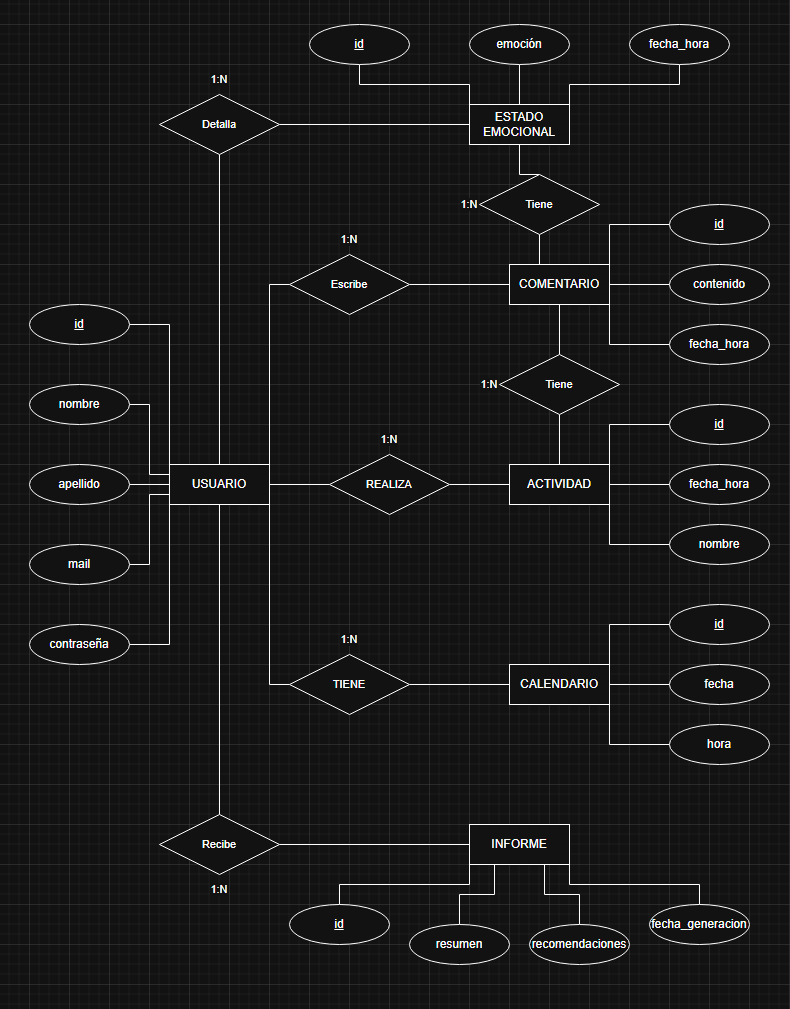 id
emoción
fecha_hora
1:N
Detalla
ESTADO
EMOCIONAL
1:N
Tiene
id
1:N
Escribe
COMENTARIO
contenido
id
fecha_hora
1:N
Tiene
nombre
id
1:N
apellido
USUARIO
REALIZA
ACTIVIDAD
fecha_hora
mail
nombre
contraseña
1:N
id
TIENE
CALENDARIO
fecha
hora
Recibe
INFORME
1:N
id
resumen
recomendaciones
fecha_generacion